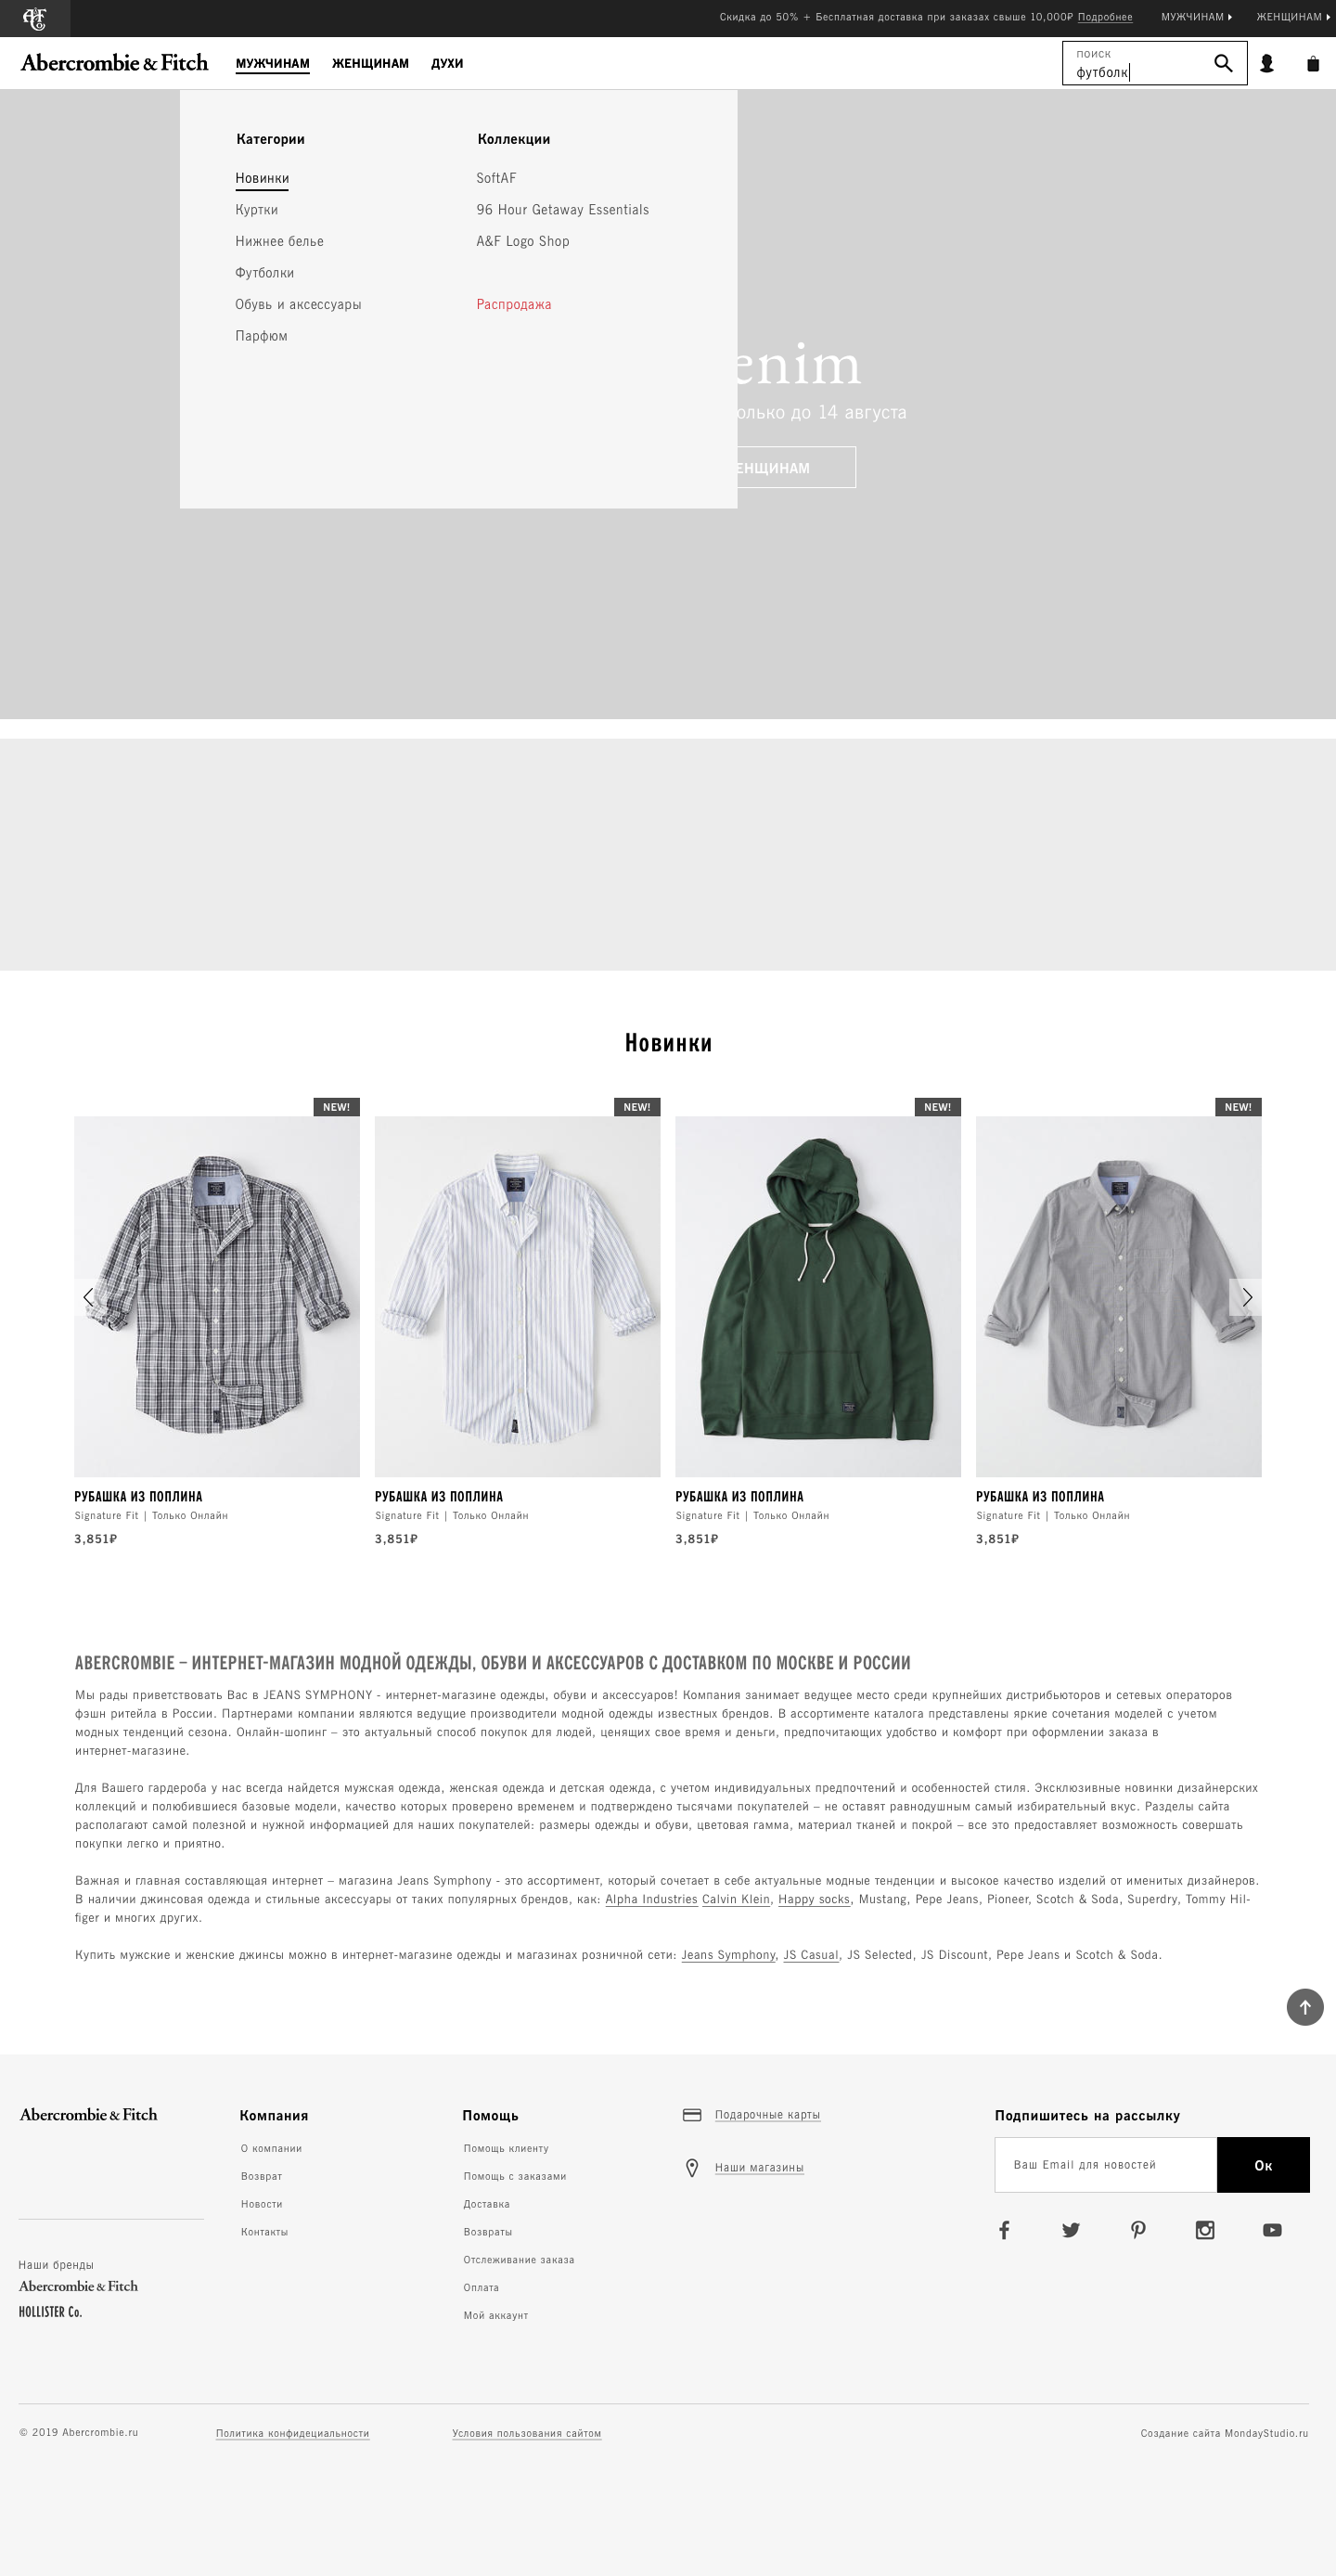 Скидка до 50% + Бесплатная доставка при заказах свыше 10,000₽ Подробнее
МУЖЧИНАМ
ЖЕНЩИНАМ
Abercrombie & Fitch
МУЖЧИНАМ
ЖЕНЩИНАМ
ДУХИ
ПОИСК
футболк
Категории
Новинки
Куртки
Нижнее белье
Футболки
Обувь и аксессуары
Парфюм
Коллекции
SoftAF
96 Hour Getaway Essentials
A&F Logo Shop
Распродажа
enim
олько до 14 августа
ЕНЩИНАМ
Новинки
NEW!
NEW!
NEW!
NEW!
РУБАШКА ИЗ ПОПЛИНА
Signature Fit | Только Онлайн
3,851₽
РУБАШКА ИЗ ПОПЛИНА
Signature Fit | Только Онлайн
3,851₽
РУБАШКА ИЗ ПОПЛИНА
Signature Fit | Только Онлайн
3,851₽
РУБАШКА ИЗ ПОПЛИНА
Signature Fit | Только Онлайн
3,851₽
ABERCROMBIE – ИНТЕРНЕТ-МАГАЗИН МОДНОЙ ОДЕЖДЫ, ОБУВИ И АКСЕССУАРОВ С ДОСТАВКОМ ПО МОСКВЕ И РОССИИ
Мы рады приветствовать Вас в JEANS SYMPHONY - интернет-магазине одежды, обуви и аксессуаров! Компания занимает ведущее место среди крупнейших дистрибьюторов и сетевых операторов
фэшн ритейла в России. Партнерами компании являются ведущие производители модной одежды известных брендов. В ассортименте каталога представлены яркие сочетания моделей с учетом
модных тенденций сезона. Онлайн-шопинг – это актуальный способ покупок для людей, ценящих свое время и деньги, предпочитающих удобство и комфорт при оформлении заказа в
интернет-магазине.
Для Вашего гардероба у нас всегда найдется мужская одежда, женская одежда и детская одежда, с учетом индивидуальных предпочтений и особенностей стиля. Эксклюзивные новинки дизайнерских
коллекций и полюбившиеся базовые модели, качество которых проверено временем и подтверждено тысячами покупателей – не оставят равнодушным самый избирательный вкус. Разделы сайта
располагают самой полезной и нужной информацией для наших покупателей: размеры одежды и обуви, цветовая гамма, материал тканей и покрой – все это предоставляет возможность совершать
покупки легко и приятно.
Важная и главная составляющая интернет – магазина Jeans Symphony - это ассортимент, который сочетает в себе актуальные модные тенденции и высокое качество изделий от именитых дизайнеров.
В наличии джинсовая одежда и стильные аксессуары от таких популярных брендов, как: Alpha Industries Calvin Klein, Happy socks, Mustang, Pepe Jeans, Pioneer, Scotch & Soda, Superdry, Tommy Hil-
figer и многих других.
Купить мужские и женские джинсы можно в интернет-магазине одежды и магазинах розничной сети: Jeans Symphony, JS Casual, JS Selected, JS Discount, Pepe Jeans и Scotch & Soda.
Abercrombie & Fitch
Наши бренды
Abercrombie & Fitch
HOLLISTER Co.
Компания
О компании
Возврат
Новости
Контакты
Помощь
Помощь клиенту
Помощь с заказами
Доставка
Возвраты
Отслеживание заказа
Оплата
Мой аккаунт
Подарочные карты
Наши магазины
Подпишитесь на рассылку
Ваш Email для новостей
Ок
© 2019 Abercrombie.ru
Политика конфидециальности
Условия пользования сайтом
Создание сайта MondayStudio.ru